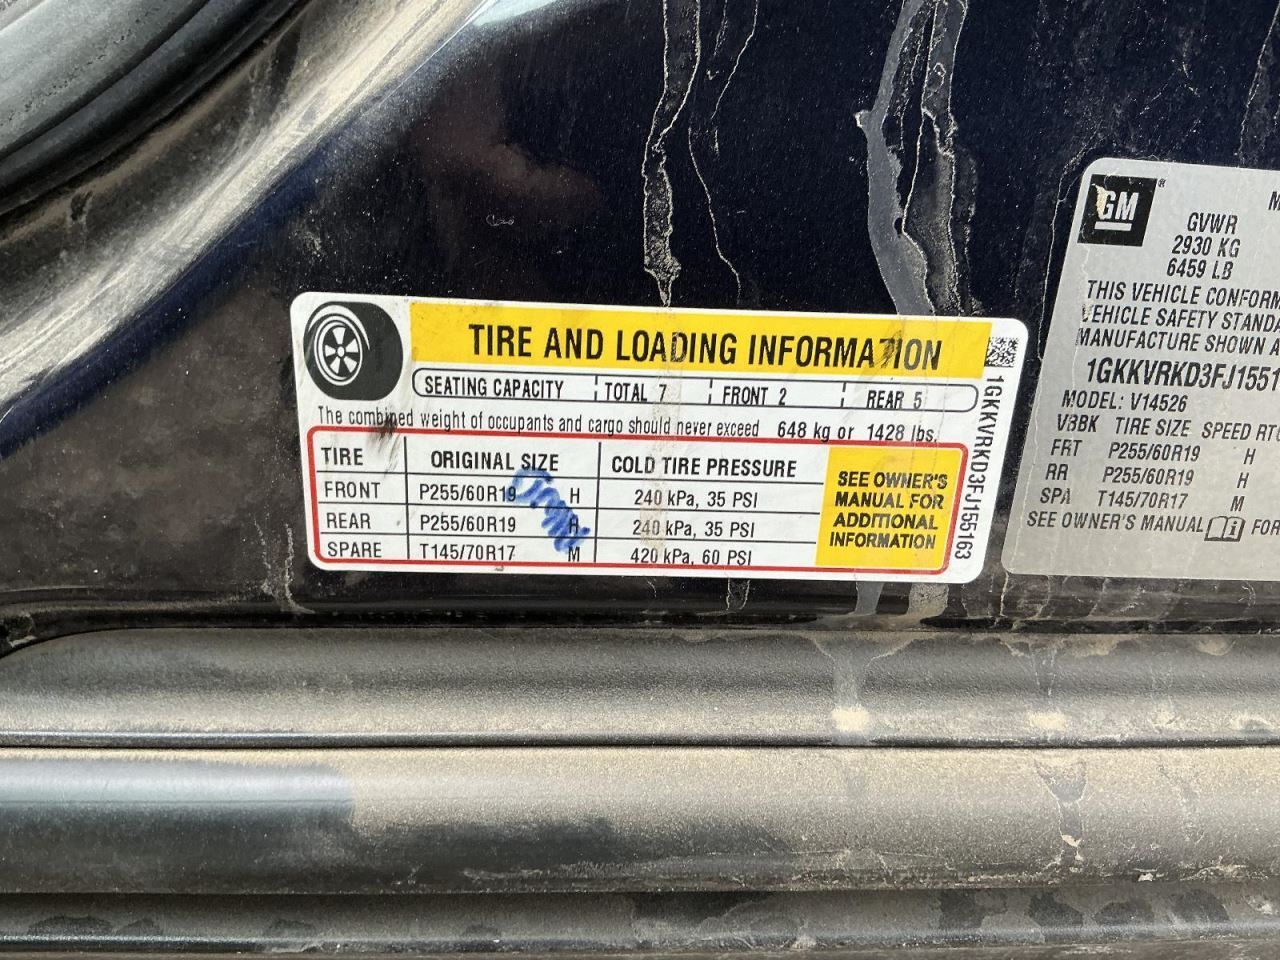 TIRE AND LOADING INFORMATION
SEATING CAPACITY TOTAL 7 FRONT 2 REAR 5
The combined weight of occupants and cargo should never exceed 648 kg or 1428 lbs.
TIRE ORIGINAL SIZE COLD TIRE PRESSURE
FRONT P255/60R19 H 240 kPa, 35 PSI
REAR P255/60R19 H 240 kPa, 35 PSI
SPARE T145/70R17 M 420 kPa, 60 PSI
SEE OWNER'S
MANUAL FOR
ADDITIONAL
INFORMATION
1GKKVRKD3FJ155163
GM
GVWR
2930 KG
6459 LB
THIS VEHICLE CONFORM
VEHICLE SAFETY STANDA
MANUFACTURE SHOWN A
1GKKVRKD3FJ1551
MODEL: V14526
V3BK TIRE SIZE SPEED RTG
FRT P255/60R19 H
RR P255/60R19 H
SPA T145/70R17 M
SEE OWNER'S MANUAL FOR